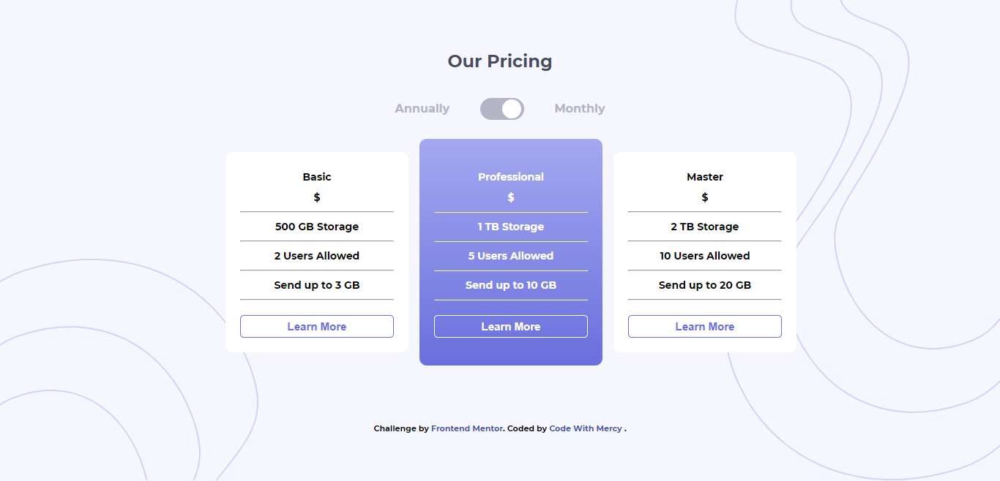 Our Pricing
Annually Monthly
Basic
$
500 GB Storage
2 Users Allowed
Send up to 3 GB
Learn More
Professional
$
1 TB Storage
5 Users Allowed
Send up to 10 GB
Learn More
Master
$
2 TB Storage
10 Users Allowed
Send up to 20 GB
Learn More
Challenge by Frontend Mentor. Coded by Code With Mercy .